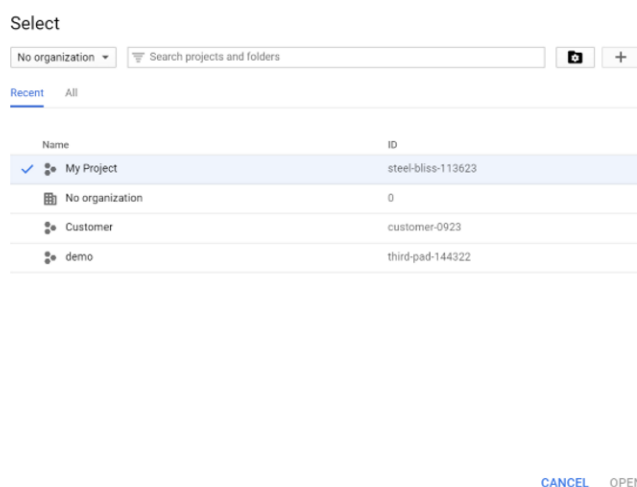 Select
No organization Search projects and folders
Recent All
Name ID
My Project steel-bliss-113623
No organization 0
Customer customer-0923
demo third-pad-144322
CANCEL OPEN